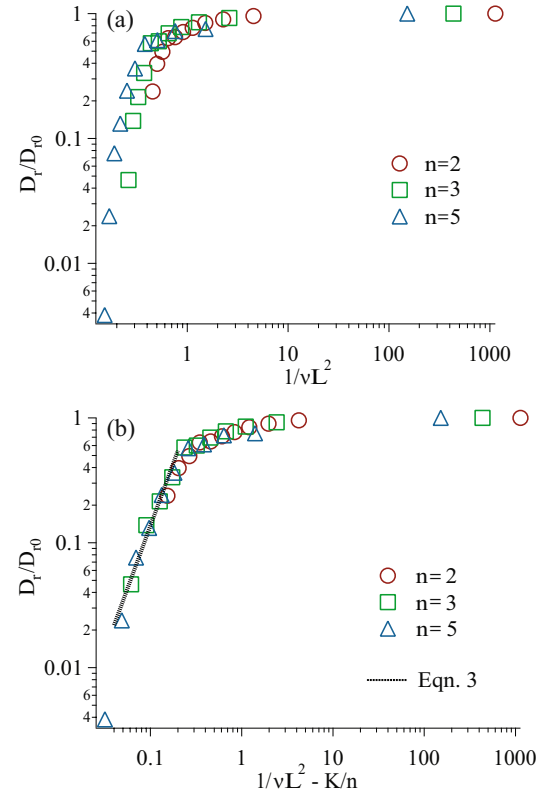 (a)
D_r/D_r0
1
6
4
2
0.1
6
4
2
0.01
6
4
n=2
n=3
n=5
1 10 100 1000
1/νL²
(b)
D_r/D_r0
1
6
4
2
0.1
6
4
2
0.01
6
4
n=2
n=3
n=5
Eqn. 3
0.1 1 10 100 1000
1/νL² - K/n